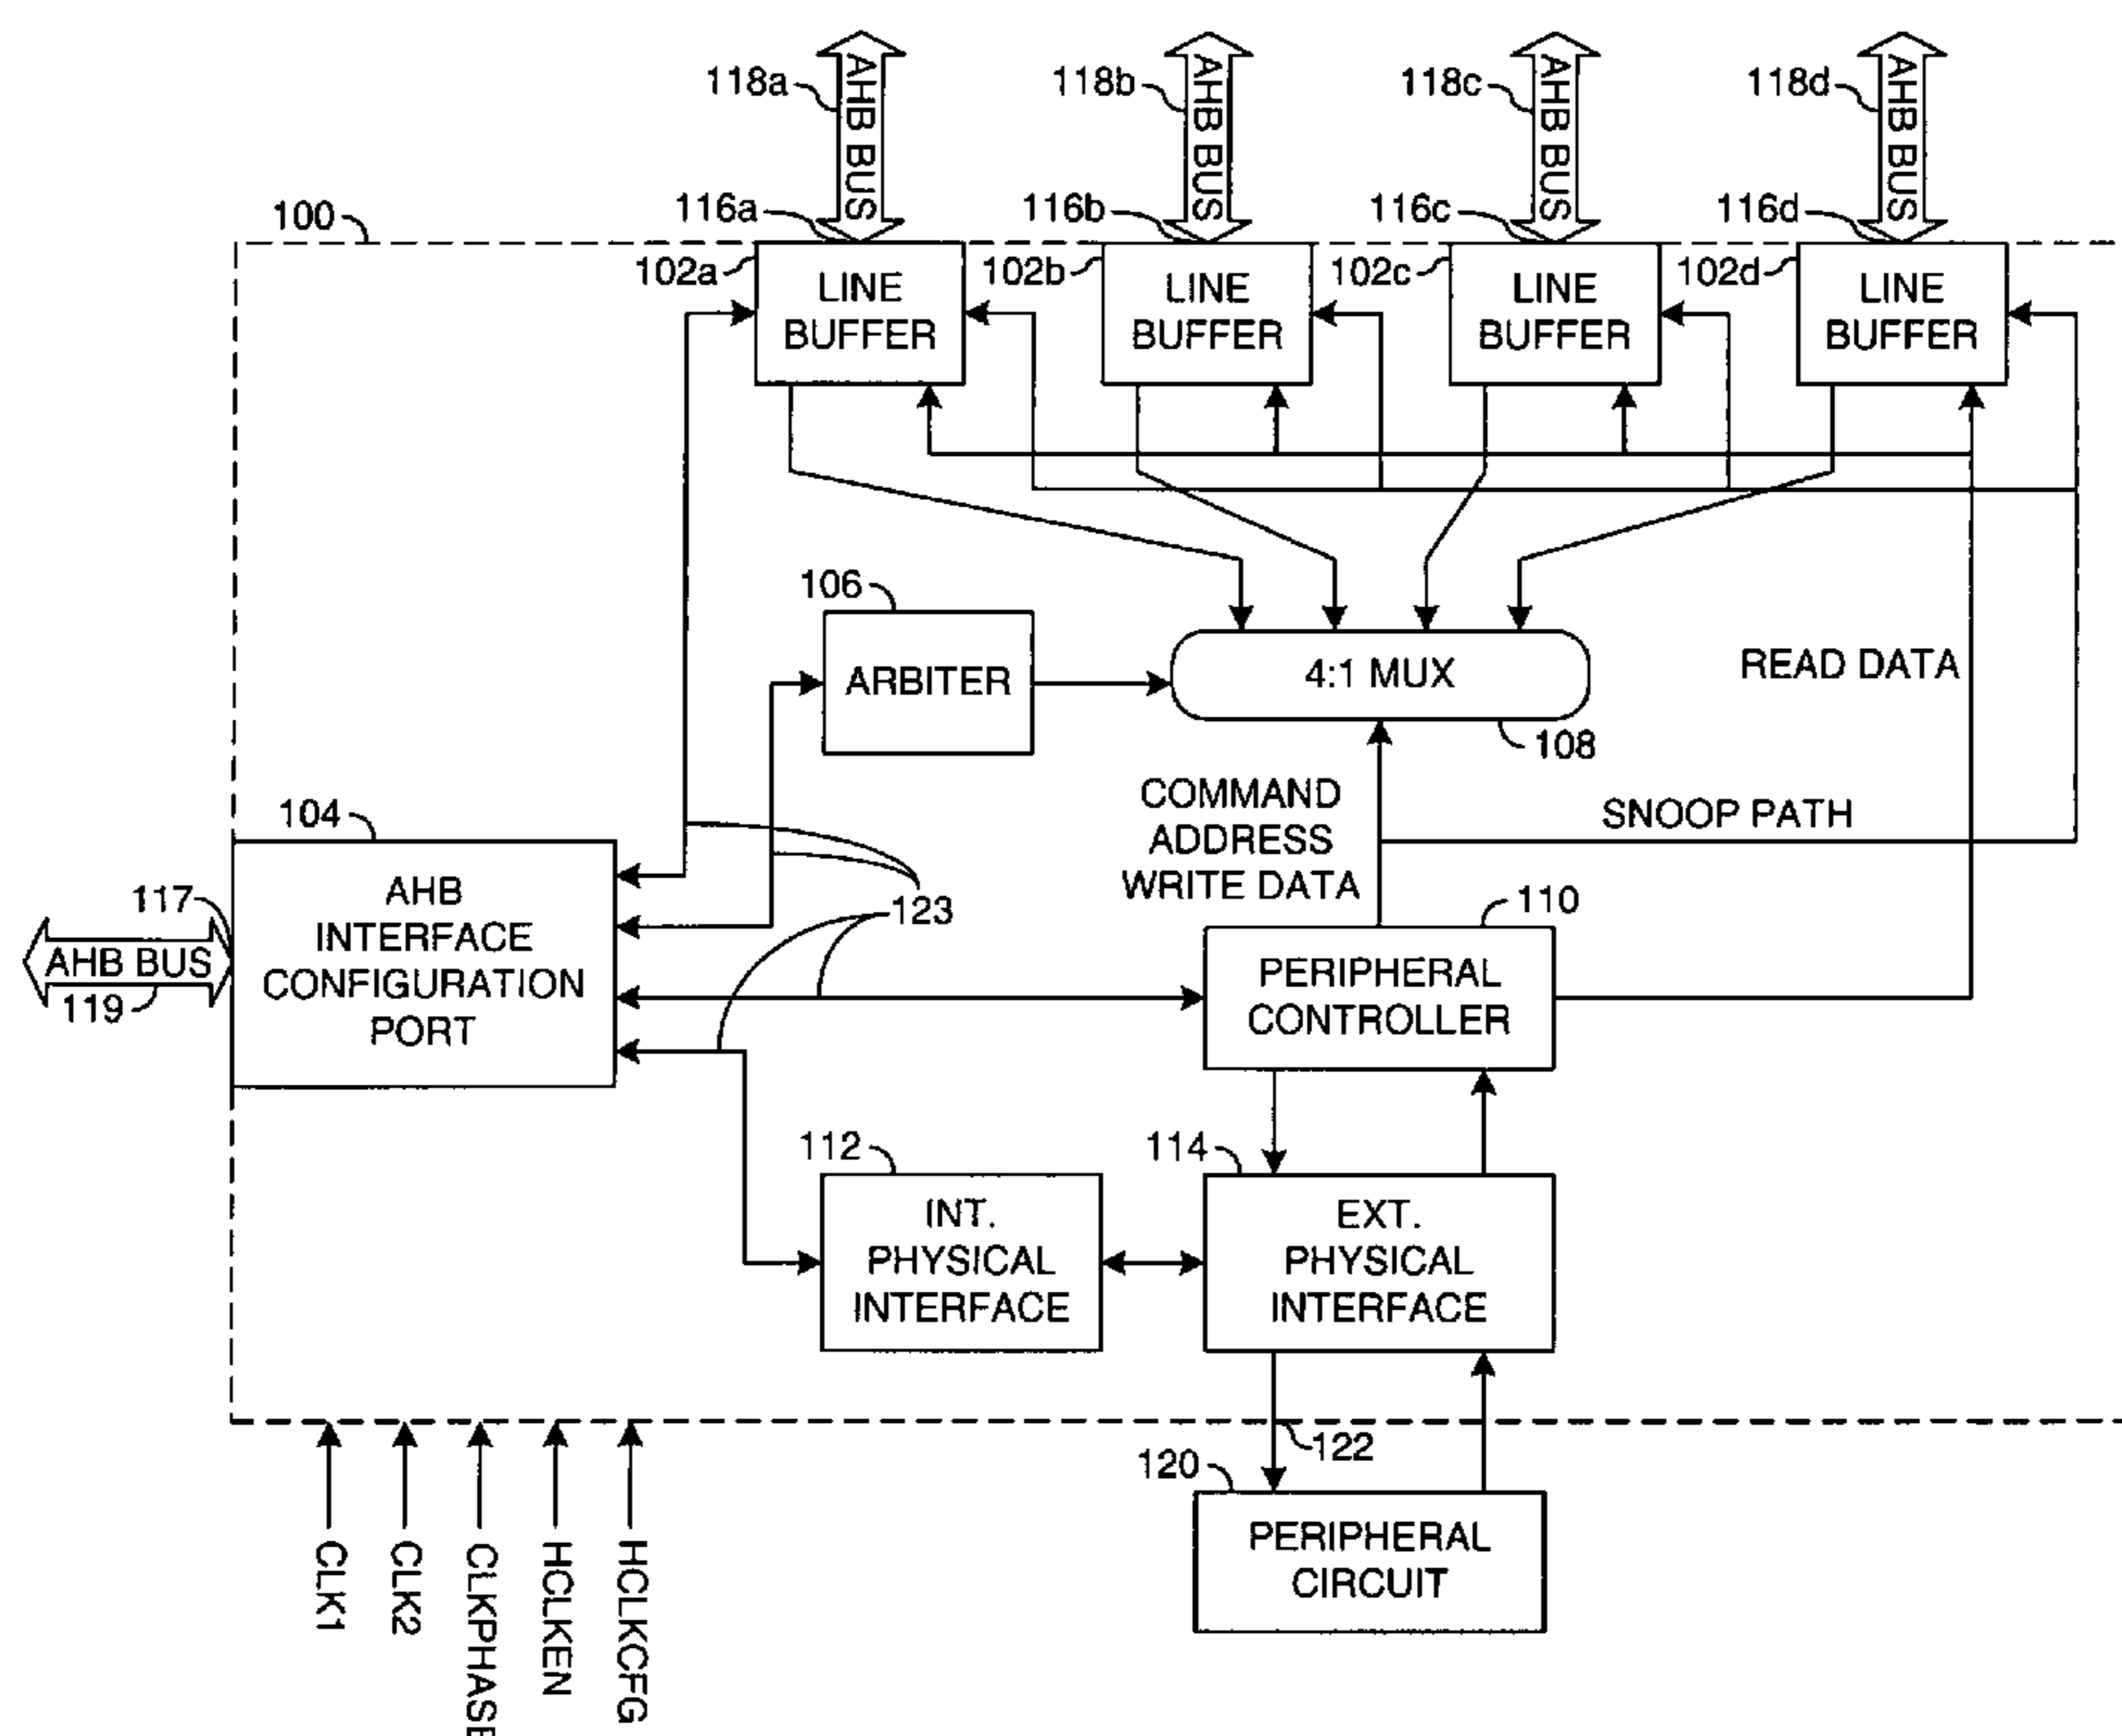 AHB BUS
AHB BUS
AHB BUS
AHB BUS
118a
118b
118c
118d
116a
116b
116c
116d
100
102a
102b
102c
102d
LINE
BUFFER
LINE
BUFFER
LINE
BUFFER
LINE
BUFFER
106
ARBITER
4:1 MUX
108
READ DATA
COMMAND
ADDRESS
WRITE DATA
SNOOP PATH
104
AHB
INTERFACE
CONFIGURATION
PORT
117
AHB BUS
119
123
110
PERIPHERAL
CONTROLLER
112
INT.
PHYSICAL
INTERFACE
114
EXT.
PHYSICAL
INTERFACE
122
120
PERIPHERAL
CIRCUIT
CLK1
CLK2
CLKPHASE
HCLKEN
HCLKCFG